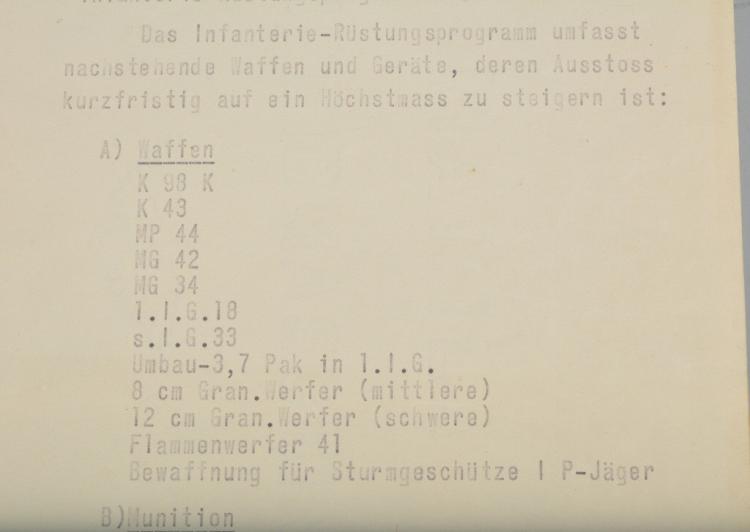 Das Infanterie-Rüstungsprogramm umfasst
nachstehende Waffen und Geräte, deren Ausstoss
kurzfristig auf ein Höchstmass zu steigern ist:
A) Waffen
K 98 K
K 43
MP 44
MG 42
MG 34
l.I.G.18
s.I.G.33
Umbau-3,7 Pak in l.I.G.
8 cm Gran.Werfer (mittlere)
12 cm Gran.Werfer (schwere)
Flammenwerfer 41
Bewaffnung für Sturmgeschütze I P-Jäger
B)Munition